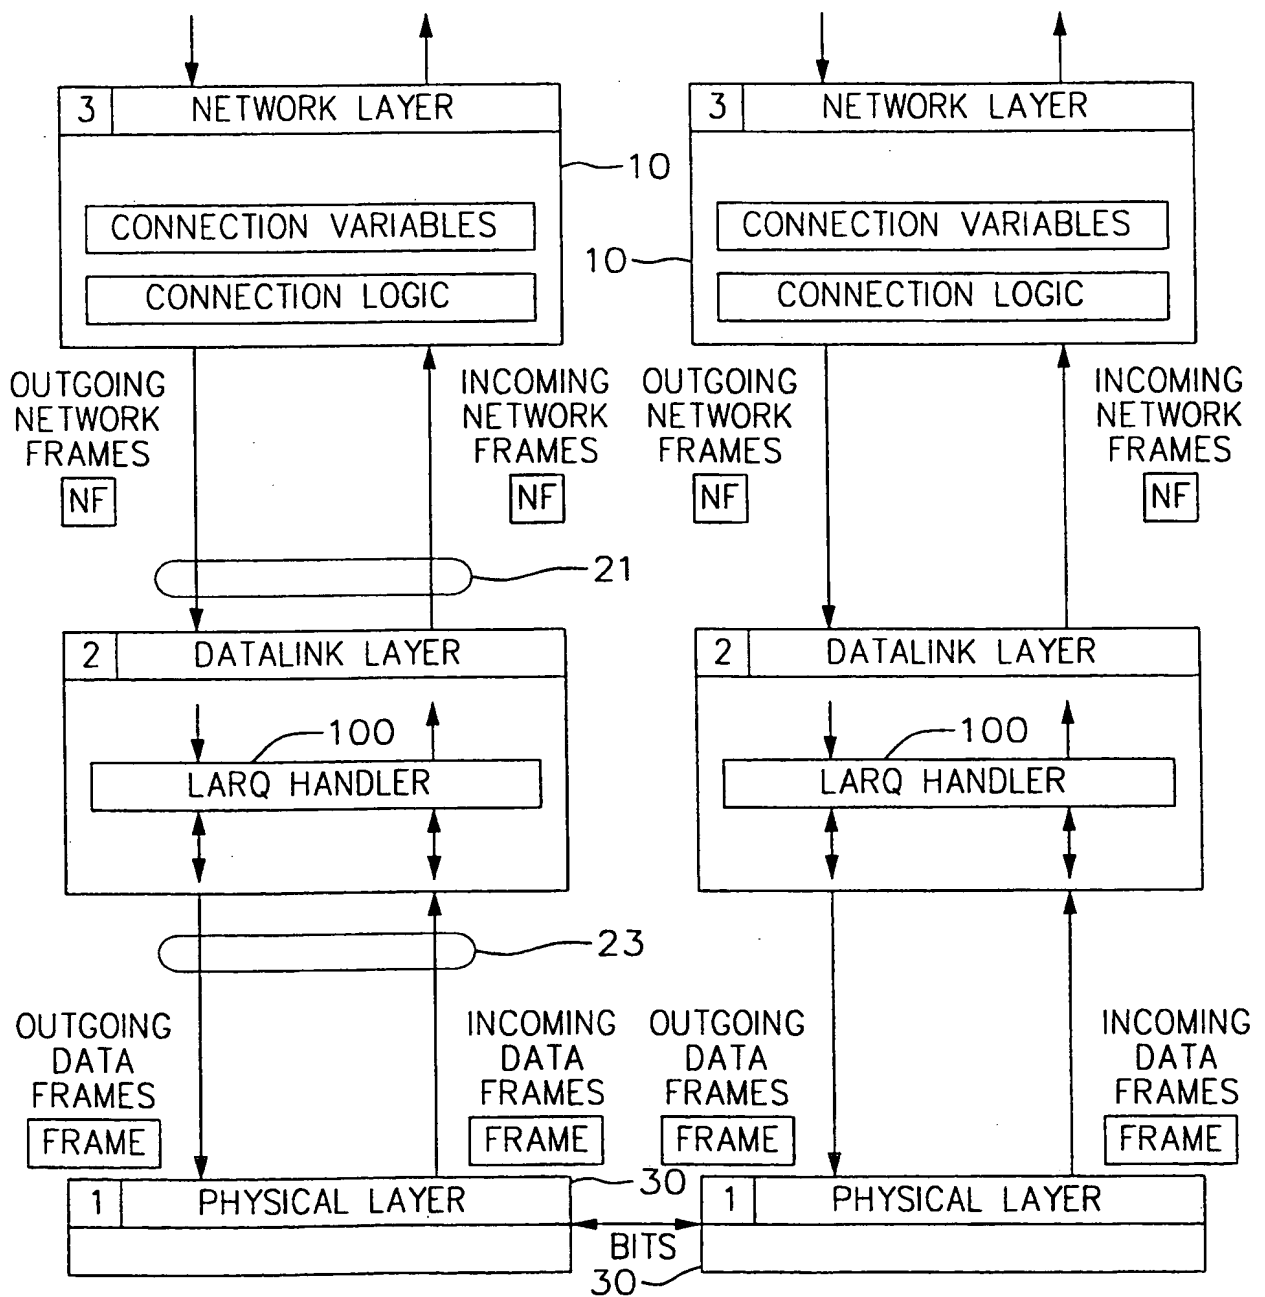 3 NETWORK LAYER
CONNECTION VARIABLES
CONNECTION LOGIC
10
3 NETWORK LAYER
CONNECTION VARIABLES
CONNECTION LOGIC
10
OUTGOING
NETWORK
FRAMES
NF
INCOMING
NETWORK
FRAMES
NF
OUTGOING
NETWORK
FRAMES
NF
INCOMING
NETWORK
FRAMES
NF
21
2 DATALINK LAYER
100
LARQ HANDLER
2 DATALINK LAYER
100
LARQ HANDLER
23
OUTGOING
DATA
FRAMES
FRAME
INCOMING
DATA
FRAMES
FRAME
OUTGOING
DATA
FRAMES
FRAME
INCOMING
DATA
FRAMES
FRAME
1 PHYSICAL LAYER
30
BITS
30
1 PHYSICAL LAYER